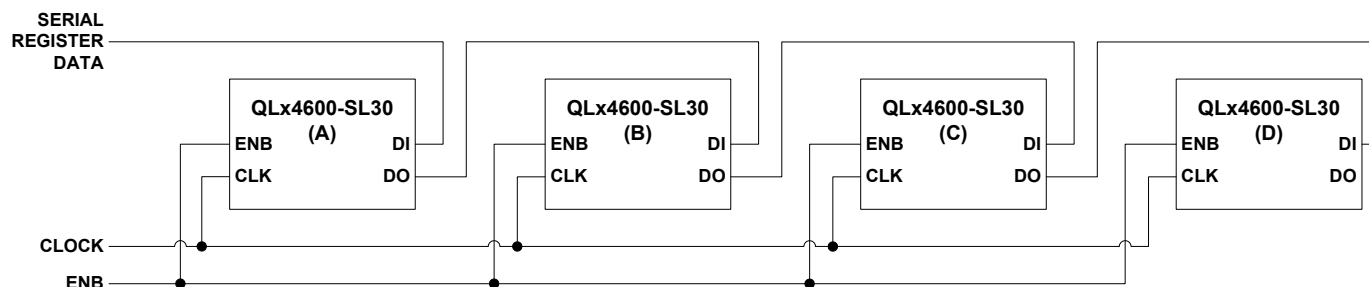 SERIAL
REGISTER
DATA
QLx4600-SL30
(A)
ENB DI
CLK DO
QLx4600-SL30
(B)
ENB DI
CLK DO
QLx4600-SL30
(C)
ENB DI
CLK DO
QLx4600-SL30
(D)
ENB DI
CLK DO
CLOCK
ENB